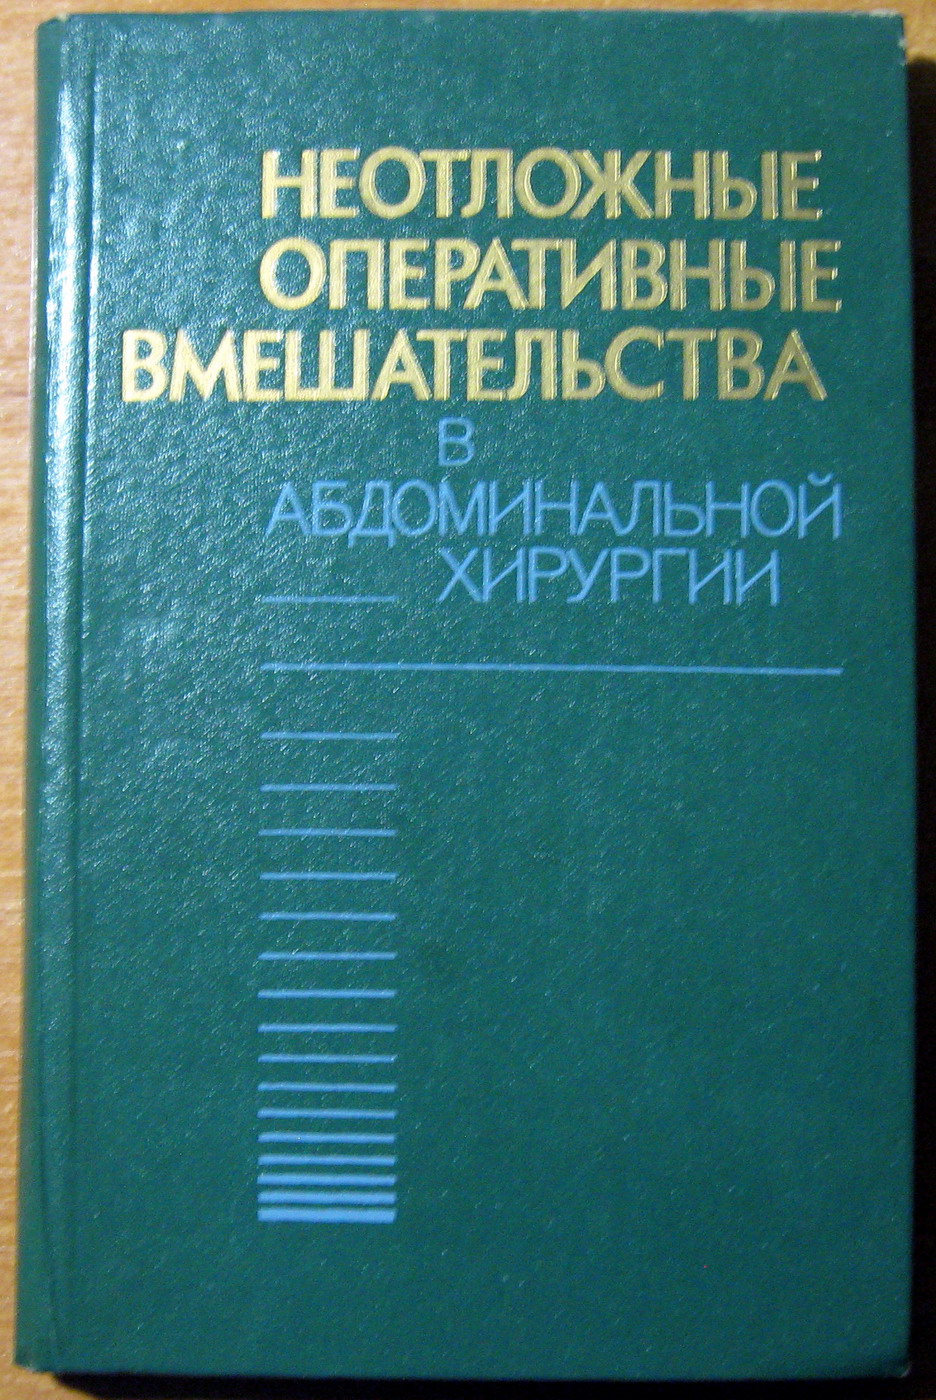 НЕОТЛОЖНЫЕ
ОПЕРАТИВНЫЕ
ВМЕШАТЕЛЬСТВА
В
АБДОМИНАЛЬНОЙ
ХИРУРГИИ